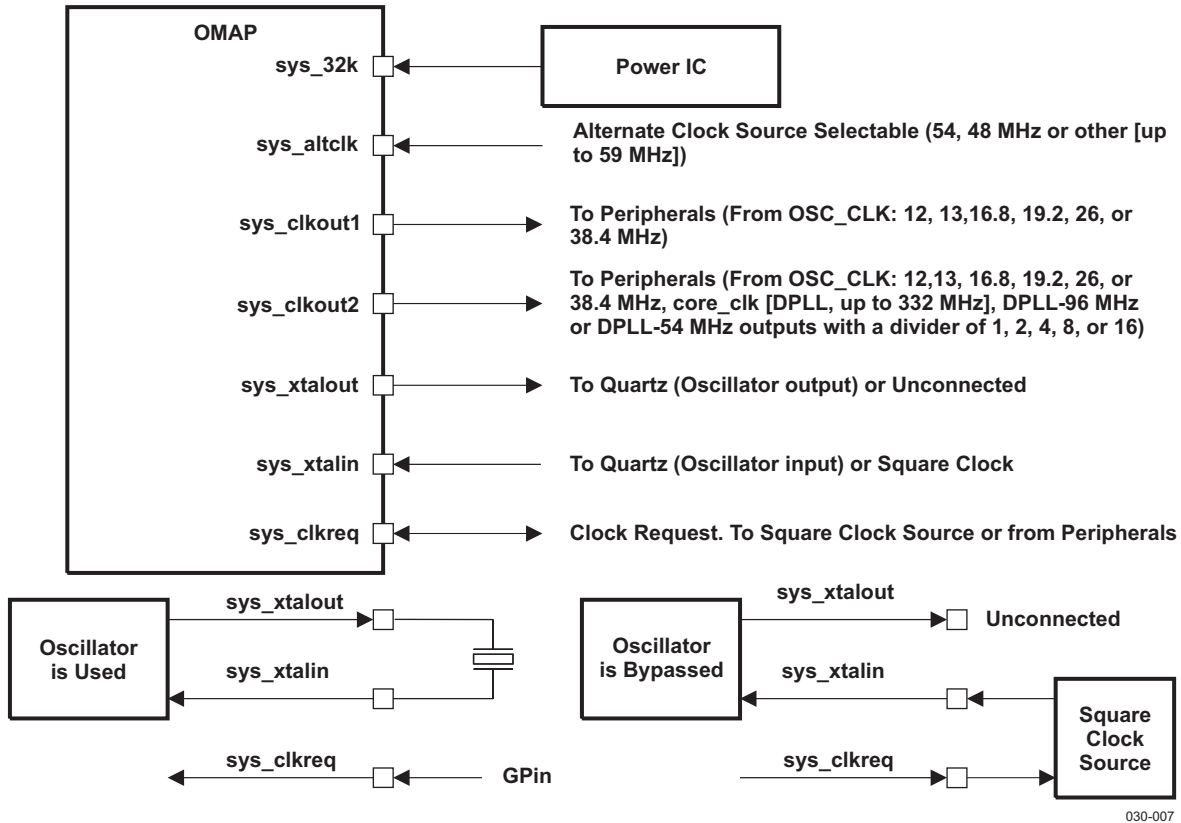 OMAP
sys_32k
Power IC
sys_altclk
Alternate Clock Source Selectable (54, 48 MHz or other [up
to 59 MHz])
sys_clkout1
To Peripherals (From OSC_CLK: 12, 13,16.8, 19.2, 26, or
38.4 MHz)
sys_clkout2
To Peripherals (From OSC_CLK: 12,13, 16.8, 19.2, 26, or
38.4 MHz, core_clk [DPLL, up to 332 MHz], DPLL-96 MHz
or DPLL-54 MHz outputs with a divider of 1, 2, 4, 8, or 16)
sys_xtalout
To Quartz (Oscillator output) or Unconnected
sys_xtalin
To Quartz (Oscillator input) or Square Clock
sys_clkreq
Clock Request. To Square Clock Source or from Peripherals
Oscillator
is Used
sys_xtalout
sys_xtalin
sys_clkreq
GPin
Oscillator
is Bypassed
sys_xtalout
Unconnected
sys_xtalin
sys_clkreq
Square
Clock
Source
030-007